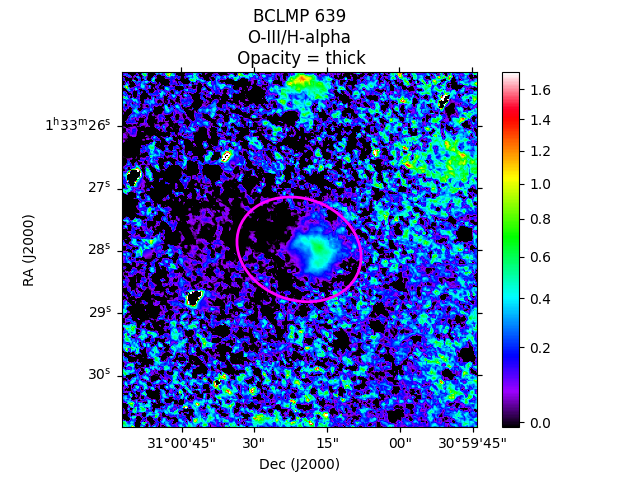 BCLMP 639
O-III/H-alpha
Opacity = thick
1ʰ33ᵐ26ˢ
27ˢ
28ˢ
29ˢ
30ˢ
RA (J2000)
31°00'45"
30"
15"
00"
30°59'45"
Dec (J2000)
1.6
1.4
1.2
1.0
0.8
0.6
0.4
0.2
0.0